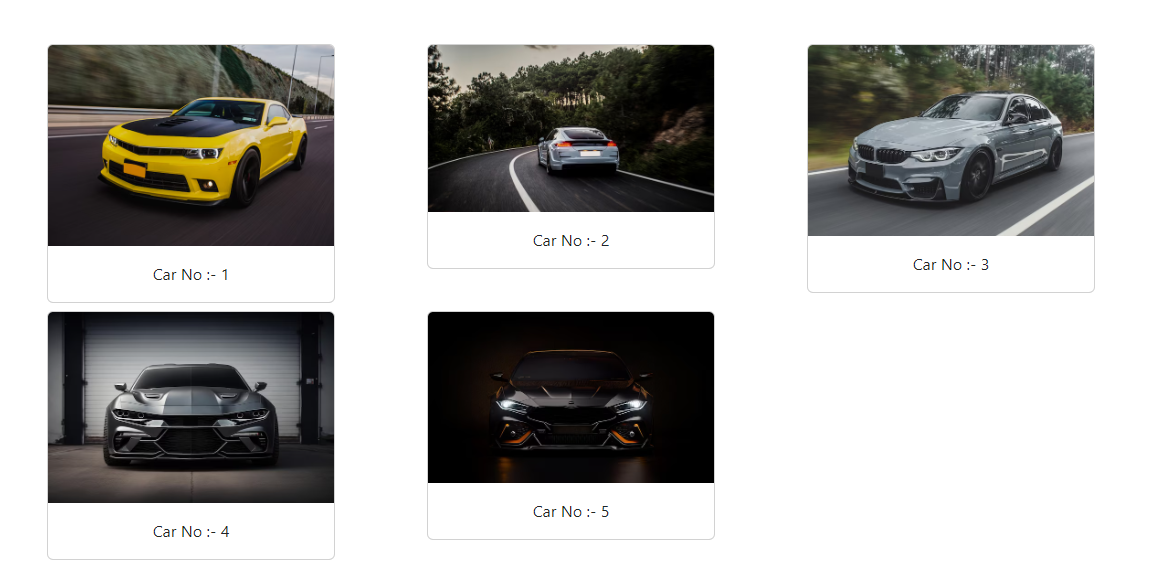 Car No :- 1
Car No :- 2
Car No :- 3
Car No :- 4
Car No :- 5